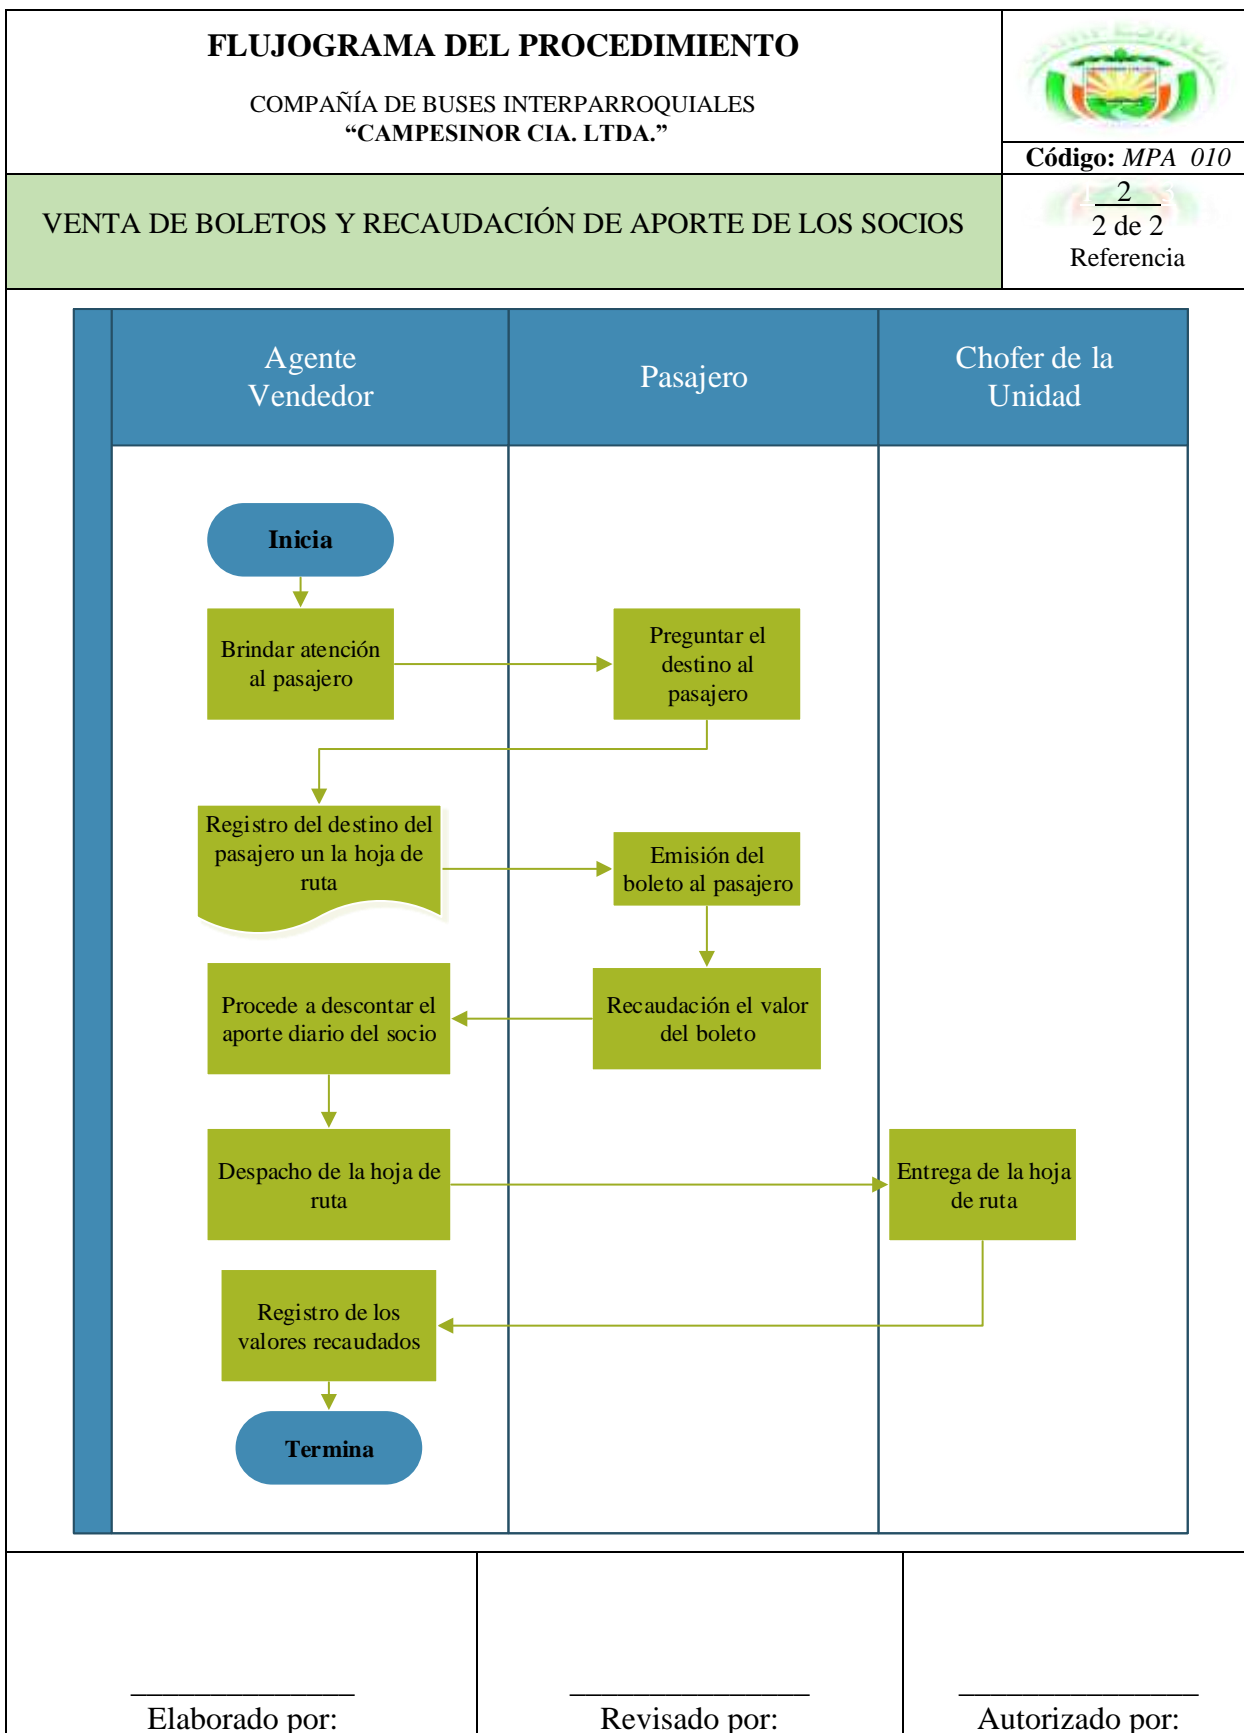 FLUJOGRAMA DEL PROCEDIMIENTO
COMPAÑÍA DE BUSES INTERPARROQUIALES
“CAMPESINOR CIA. LTDA.”
Código: MPA 010
VENTA DE BOLETOS Y RECAUDACIÓN DE APORTE DE LOS SOCIOS
2
2 de 2
Referencia
Agente
Vendedor
Pasajero
Chofer de la
Unidad
Inicia
Brindar atención
al pasajero
Preguntar el
destino al
pasajero
Registro del destino del
pasajero un la hoja de
ruta
Emisión del
boleto al pasajero
Procede a descontar el
aporte diario del socio
Recaudación el valor
del boleto
Despacho de la hoja de
ruta
Entrega de la hoja
de ruta
Registro de los
valores recaudados
Termina
Elaborado por:
Revisado por:
Autorizado por: